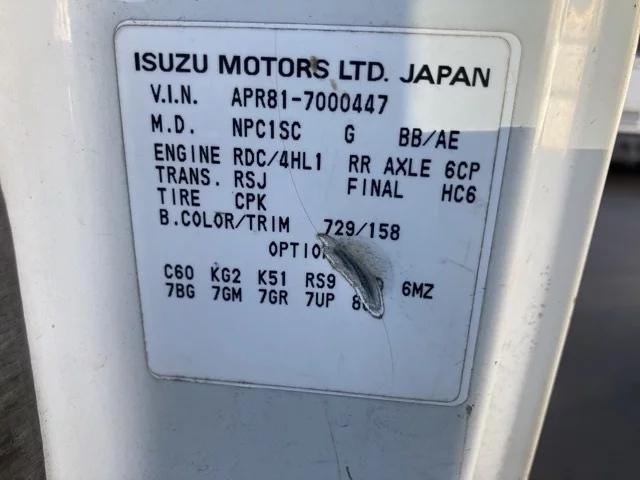 ISUZU MOTORS LTD. JAPAN
V.I.N. APR81-7000447
M.D. NPC1SC G BB/AE
ENGINE RDC/4HL1 RR AXLE 6CP
TRANS. RSJ FINAL HC6
TIRE CPK
B.COLOR/TRIM 729/158
C60 KG2 K51 RS9 6MZ
7BG 7GM 7GR 7UP